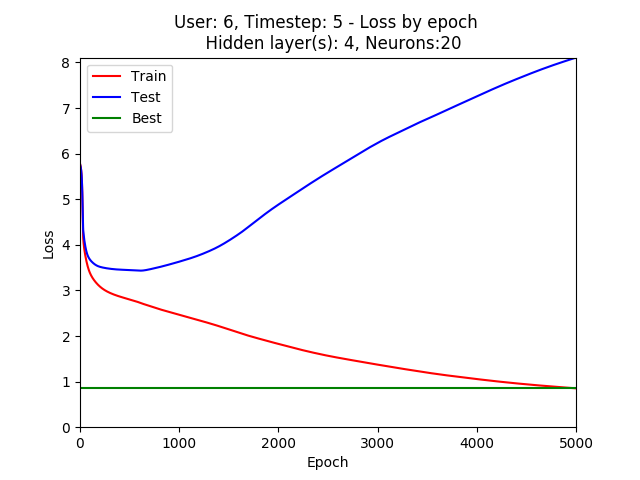 User: 6, Timestep: 5 - Loss by epoch
Hidden layer(s): 4, Neurons:20
8
7
6
5
4
3
2
1
0
Loss
Train
Test
Best
0 1000 2000 3000 4000 5000
Epoch